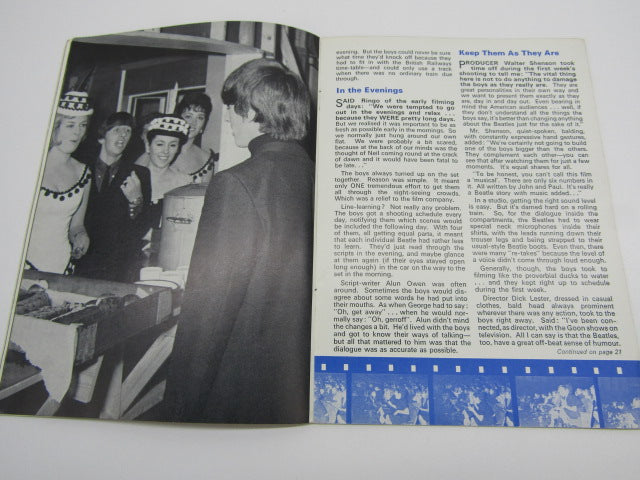 evening. But the boys could never be sure
what time they'd knock off because they
had to fit in with the British Railways
time-table—and could only use a track
when there was no ordinary train due
through.
In the Evenings
SAID Ringo of the early filming
days: "We were tempted to go
out in the evenings and relax . . .
because they WERE pretty long days.
But we realised it was important to be as
fresh as possible early in the mornings. So
we normally just hung around our own
flat. We were probably a bit scared,
because at the back of our minds was the
thought of Neil coming round at the crack
of dawn and it would have been fatal to
be late. . ."
The boys always turned up on the set
together. Reason was simple. It meant
only ONE tremendous effort to get them
all through the sight-seeing crowds.
Which was a relief to the film company.
Line-learning? Not really any problem.
The boys got a shooting schedule every
day, notifying them which scenes would
be included the following day. With four
of them, all getting equal parts, it meant
that each individual Beatle had rather less
to learn. They'd just read through the
scripts in the evening, and maybe glance
at them again (if their eyes stayed open
long enough) in the car on the way to the
set in the morning.
Script-writer Alun Owen was often
around. Sometimes the boys would dis-
agree about some words he had put into
their mouths. As when George had to say:
"Oh, get away" . . . when he would nor-
mally say: "Oh, gerroff". Alun didn't mind
the changes a bit. He'd lived with the boys
and got to know their ways of talking—
but all that mattered to him was that the
dialogue was as accurate as possible.
Keep Them As They Are
PRODUCER Walter Shenson took
time off during the first week's
shooting to tell me: "The vital thing
here is not to do anything to damage
the boys as they really are. They are
great personalities in their own way and
we want to present them exactly as they
are, day in and day out. Even bearing in
mind the American audiences . . . well, if
they don't understand all the things the
boys say, it's better than changing anything
about the Beatles just for the sake of it."
Mr. Shenson, quiet-spoken, balding,
with constantly expressive hand gestures,
added: "We're certainly not going to build
one of the boys bigger than the others.
They complement each other—you can
see that after watching them for just a few
moments. It's equal shares for all.
"To be honest, you can't call this film
a 'musical'. There are only six numbers in
it. All written by John and Paul. It's really
a Beatle story with music added. . ."
In a studio, getting the right sound level
is easy. But it's darned hard on a rolling
train. So, for the dialogue inside the
compartments, the Beatles had to wear
special neck microphones inside their
shirts, with the leads running down their
trouser legs and being strapped to their
usual-style Beatle boots. Even then, there
were many "re-takes" because the level of
a voice didn't come through loud enough.
Generally, though, the boys took to
filming like the proverbial ducks to water
. . . and they kept right up to schedule
during the first week.
Director Dick Lester, dressed in casual
clothes, bald head always prominent
wherever there was any action, took to the
boys right away. Said: "I've been con-
nected, as director, with the Goon shows on
television. All I can say is that the Beatles,
too, have a great off-beat sense of humour.
Continued on page 21